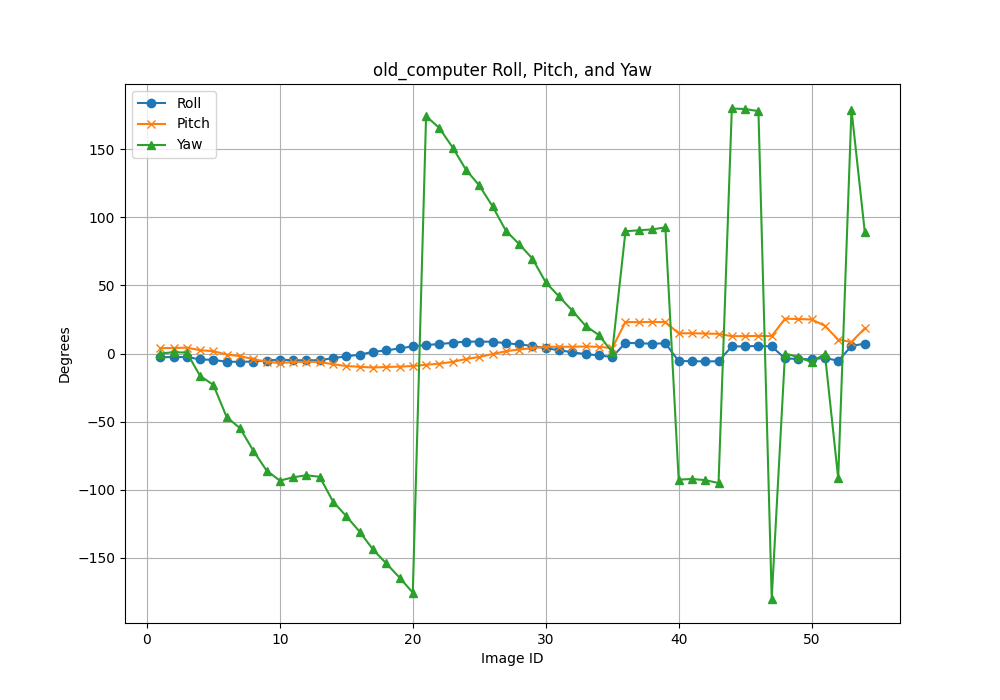 old_computer Roll, Pitch, and Yaw
Roll
Pitch
Yaw
150
100
50
0
−50
−100
−150
Degrees
0
10
20
30
40
50
Image ID